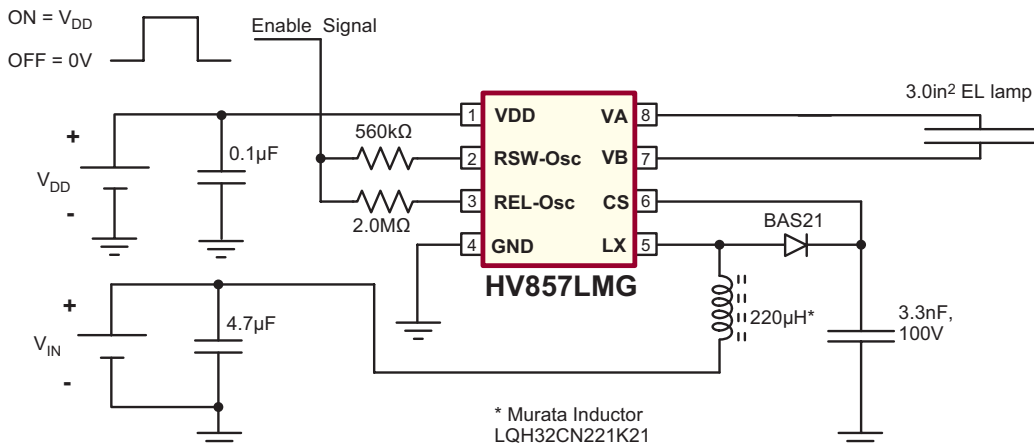 ON = VDD
OFF = 0V
Enable Signal
3.0in² EL lamp
1 VDD VA 8
560kΩ
+
0.1µF
2 RSW-Osc VB 7
VDD
-
3 REL-Osc CS 6
2.0MΩ
BAS21
4 GND LX 5
HV857LMG
+
4.7µF
220µH*
3.3nF,
100V
VIN
-
* Murata Inductor
LQH32CN221K21